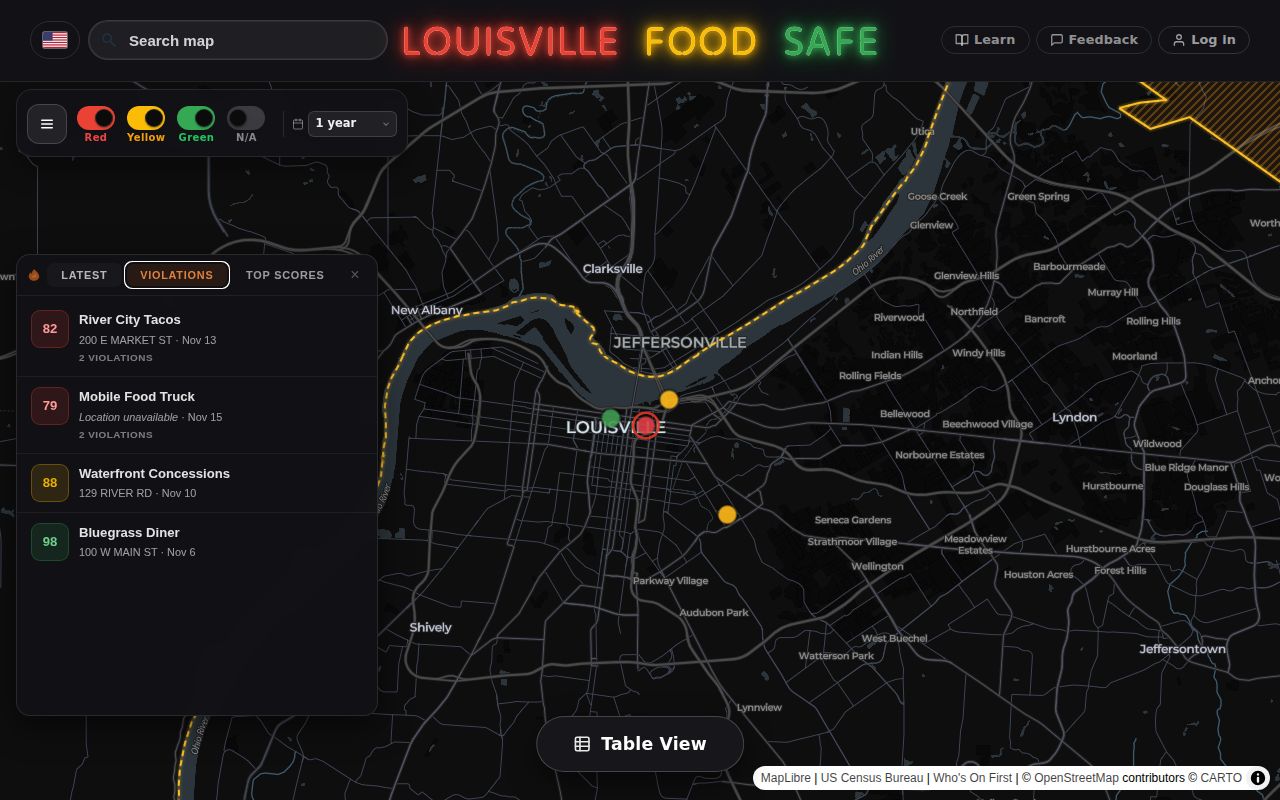 Search map
LOUISVILLE FOOD SAFE
Learn
Feedback
Log In
Red
Yellow
Green
N/A
1 year
LATEST
VIOLATIONS
TOP SCORES
82
River City Tacos
200 E MARKET ST · Nov 13
2 VIOLATIONS
79
Mobile Food Truck
Location unavailable · Nov 15
2 VIOLATIONS
88
Waterfront Concessions
129 RIVER RD · Nov 10
98
Bluegrass Diner
100 W MAIN ST · Nov 6
Utica
Goose Creek
Green Spring
Glenview
Worth
Ohio River
Clarksville
Glenview Hills
Barbourmeade
Murray Hill
New Albany
Riverwood
Northfield
Bancroft
Rolling Hills
JEFFERSONVILLE
Indian Hills
Windy Hills
Moorland
Rolling Fields
Anchor
Bellewood
Beechwood Village
Lyndon
LOUISVILLE
Wildwood
Norbourne Estates
Blue Ridge Manor
Hurstbourne
Douglass Hills
Seneca Gardens
Strathmoor Village
Meadowview
Estates
Hurstbourne Acres
Wellington
Houston Acres
Forest Hills
Parkway Village
Audubon Park
Shively
West Buechel
Watterson Park
Jeffersontown
Lynnview
Ohio River
Table View
MapLibre | US Census Bureau | Who's On First | © OpenStreetMap contributors © CARTO